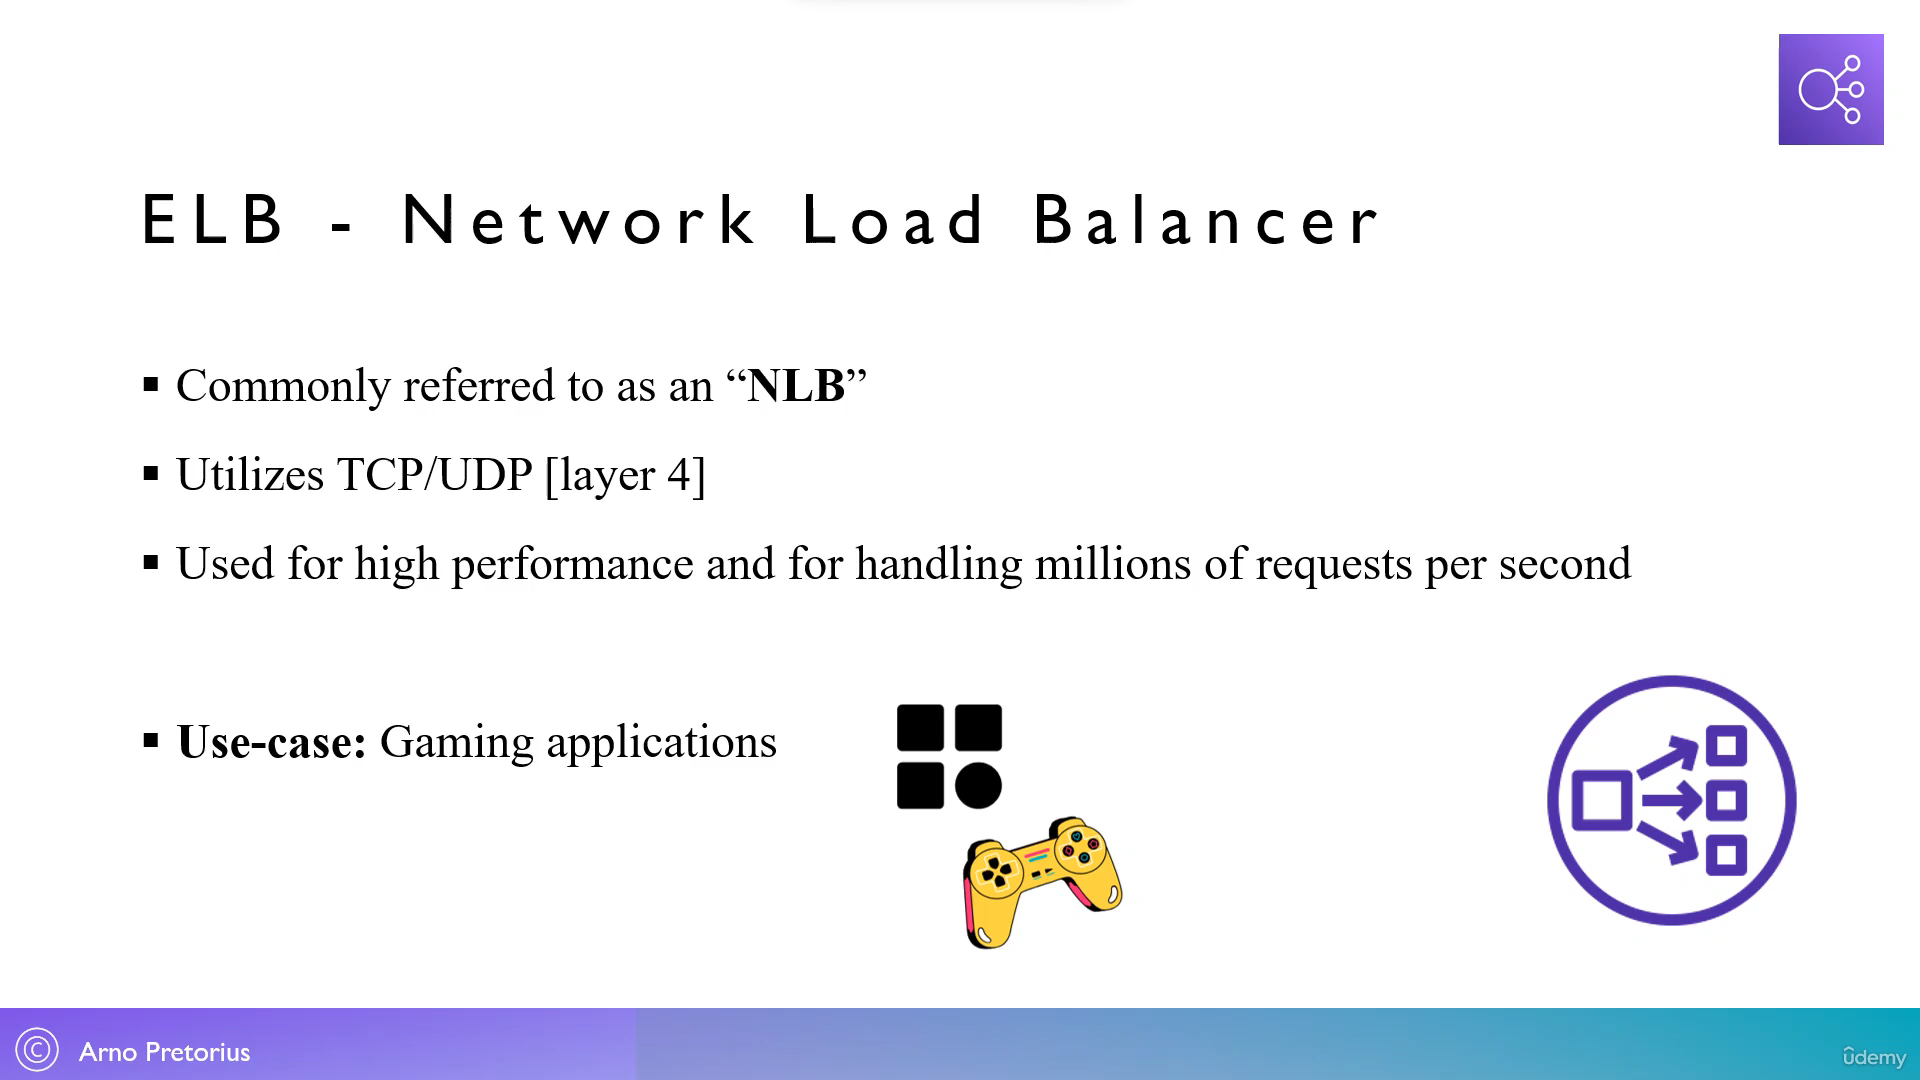 ELB - Network Load Balancer
▪ Commonly referred to as an “NLB”
▪ Utilizes TCP/UDP [layer 4]
▪ Used for high performance and for handling millions of requests per second
▪ Use-case: Gaming applications
© Arno Pretorius
ûdemy